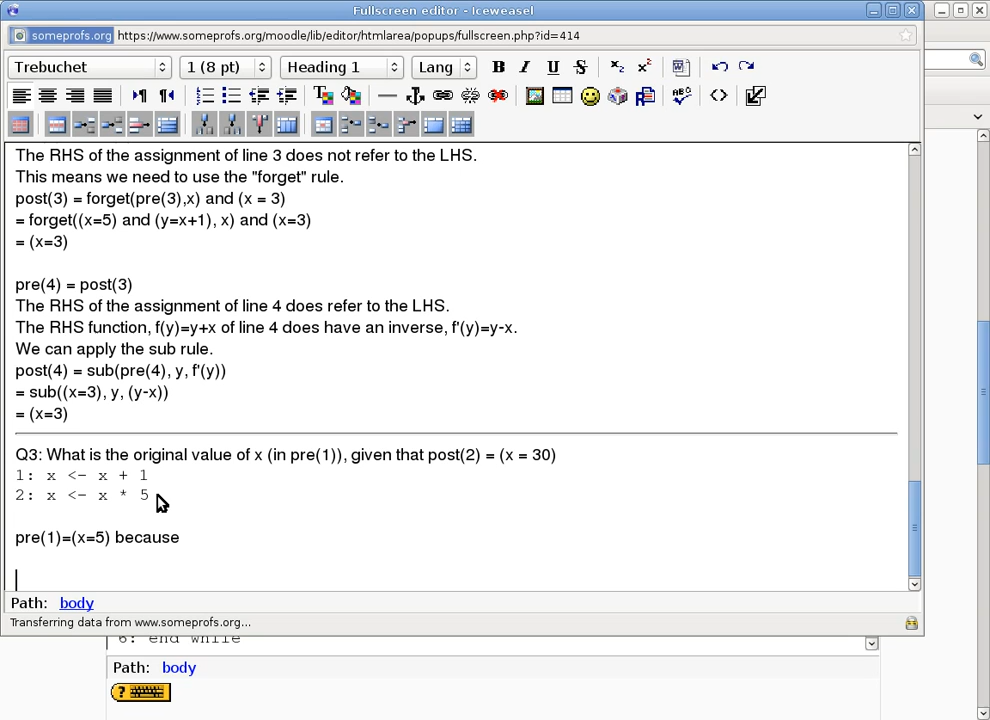 Fullscreen editor - Iceweasel
someprofs.org https://www.someprofs.org/moodle/lib/editor/htmlarea/popups/fullscreen.php?id=414
Trebuchet 1 (8 pt) Heading 1 Lang B I U S x₂ x²
The RHS of the assignment of line 3 does not refer to the LHS.
This means we need to use the "forget" rule.
post(3) = forget(pre(3),x) and (x = 3)
= forget((x=5) and (y=x+1), x) and (x=3)
= (x=3)
pre(4) = post(3)
The RHS of the assignment of line 4 does refer to the LHS.
The RHS function, f(y)=y+x of line 4 does have an inverse, f'(y)=y-x.
We can apply the sub rule.
post(4) = sub(pre(4), y, f'(y))
= sub((x=3), y, (y-x))
= (x=3)
Q3: What is the original value of x (in pre(1)), given that post(2) = (x = 30)
1: x <- x + 1
2: x <- x * 5
pre(1)=(x=5) because
Path: body
Transferring data from www.someprofs.org...
6: end while
Path: body
?